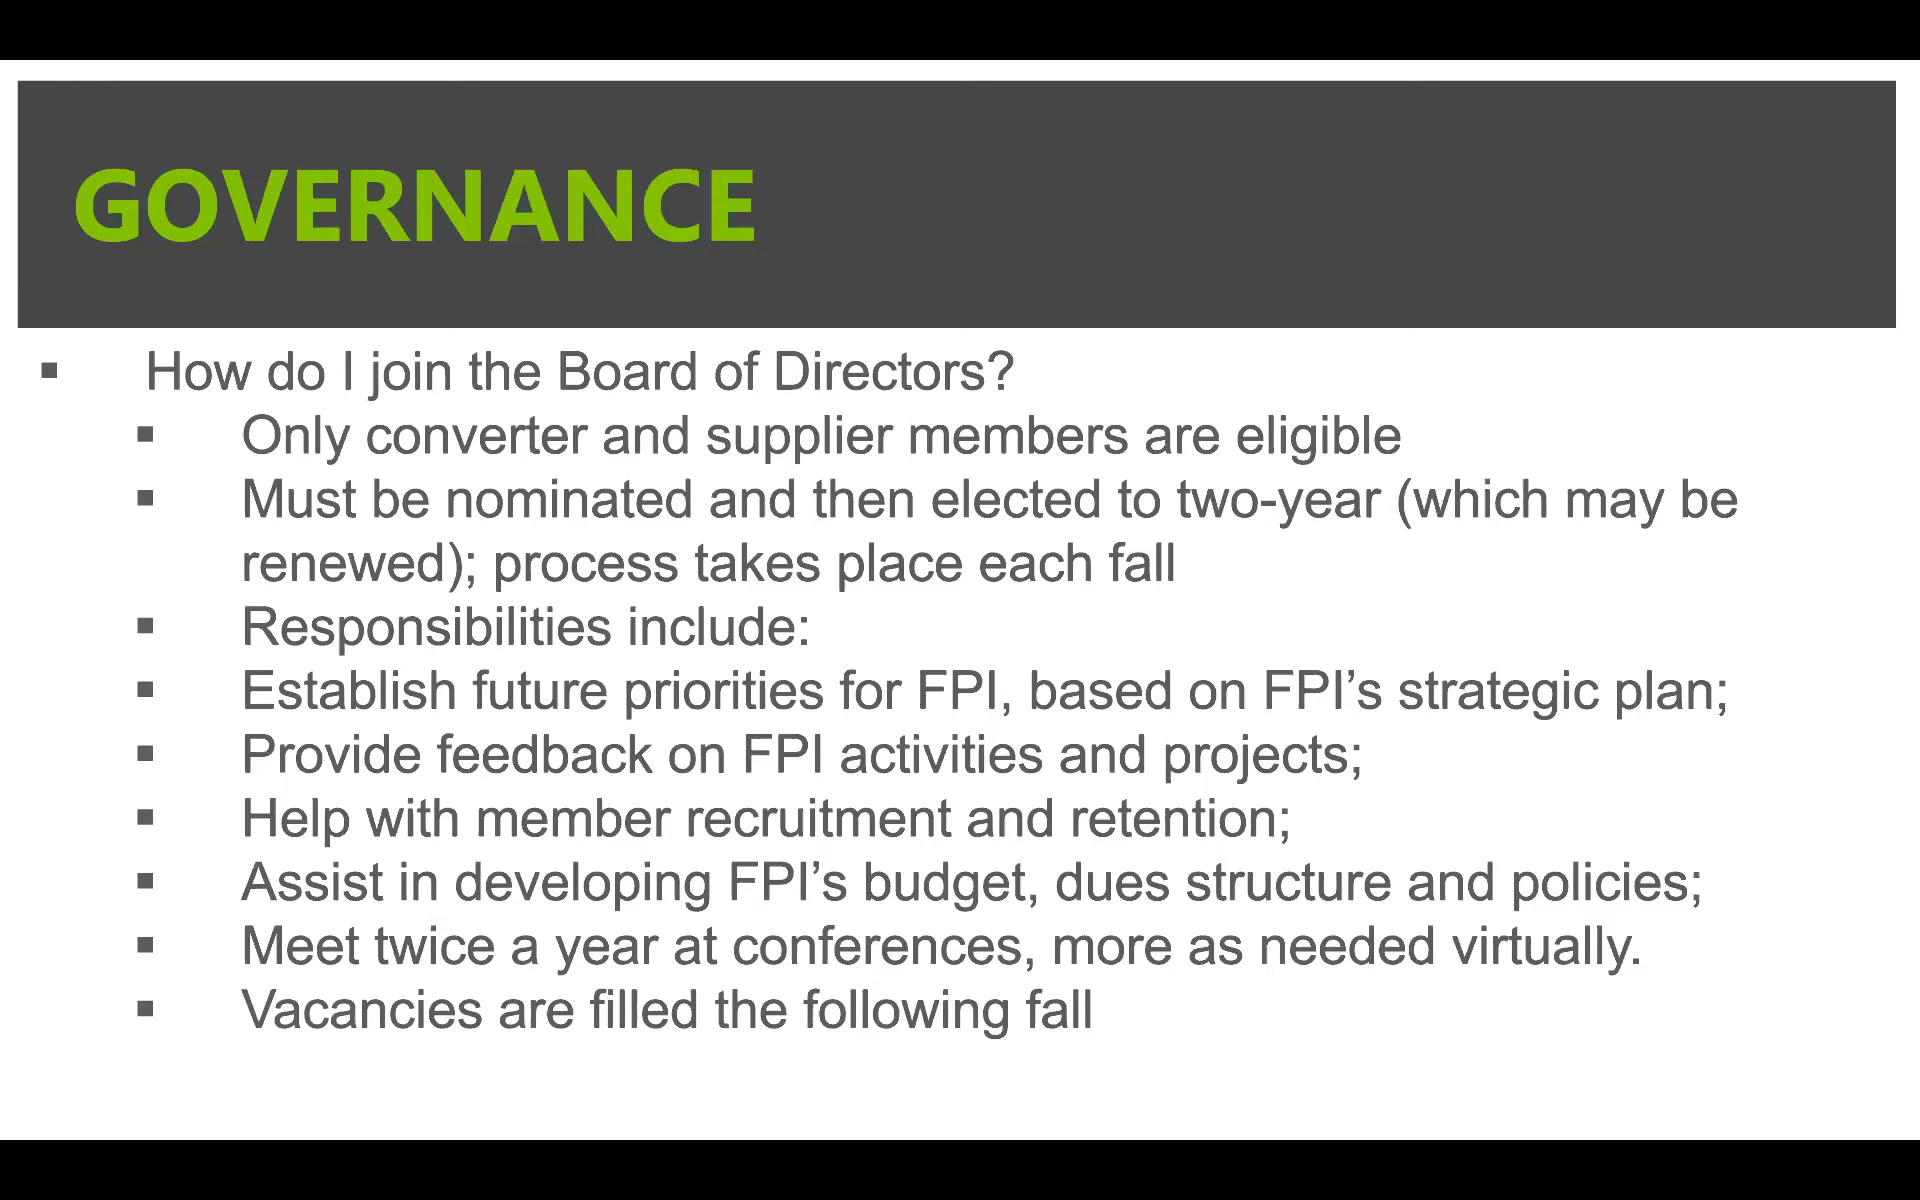 GOVERNANCE
▪ How do I join the Board of Directors?
▪ Only converter and supplier members are eligible
▪ Must be nominated and then elected to two-year (which may be
renewed); process takes place each fall
▪ Responsibilities include:
▪ Establish future priorities for FPI, based on FPI’s strategic plan;
▪ Provide feedback on FPI activities and projects;
▪ Help with member recruitment and retention;
▪ Assist in developing FPI’s budget, dues structure and policies;
▪ Meet twice a year at conferences, more as needed virtually.
▪ Vacancies are filled the following fall